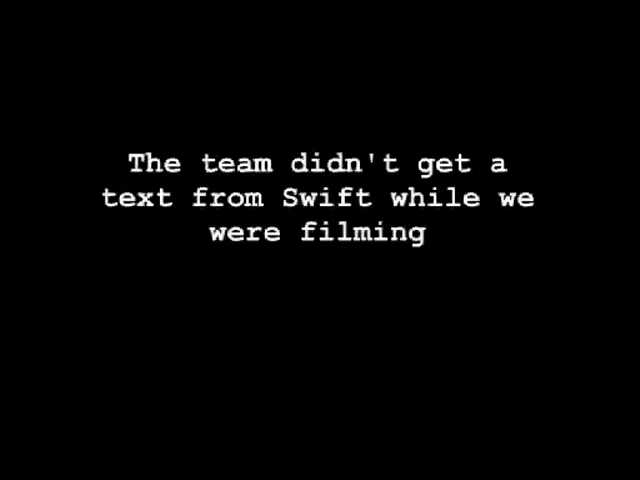 The team didn't get a
text from Swift while we
were filming